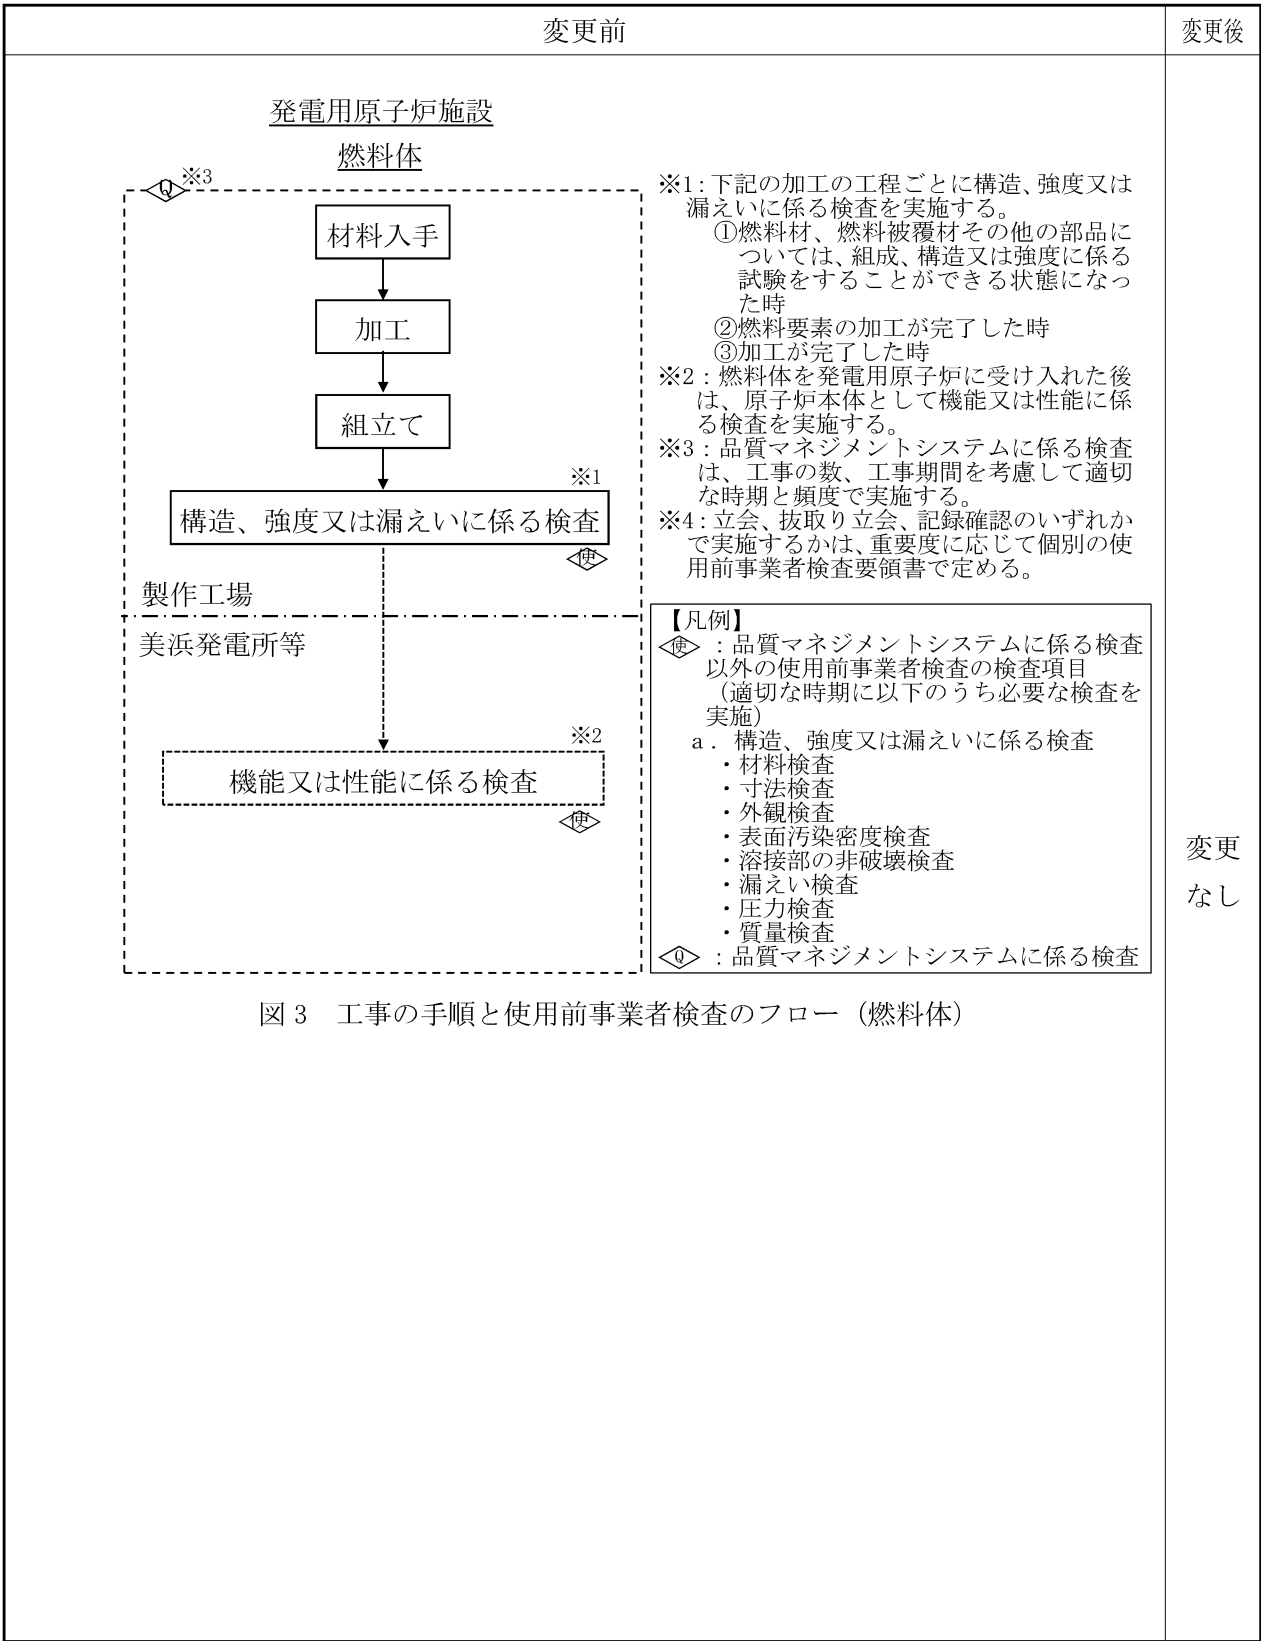 変更前
変更後
発電用原子炉施設
燃料体
Q
※3
材料入手
加工
組立て
※1
構造、強度又は漏えいに係る検査
使
製作工場
美浜発電所等
※2
機能又は性能に係る検査
使
※1：下記の加工の工程ごとに構造、強度又は
漏えいに係る検査を実施する。
①燃料材、燃料被覆材その他の部品に
ついては、組成、構造又は強度に係る
試験をすることができる状態になっ
た時
②燃料要素の加工が完了した時
③加工が完了した時
※2：燃料体を発電用原子炉に受け入れた後
は、原子炉本体として機能又は性能に係
る検査を実施する。
※3：品質マネジメントシステムに係る検査
は、工事の数、工事期間を考慮して適切
な時期と頻度で実施する。
※4：立会、抜取り立会、記録確認のいずれか
で実施するかは、重要度に応じて個別の使
用前事業者検査要領書で定める。
【凡例】
使：品質マネジメントシステムに係る検査
以外の使用前事業者検査の検査項目
（適切な時期に以下のうち必要な検査を
実施）
a．構造、強度又は漏えいに係る検査
・材料検査
・寸法検査
・外観検査
・表面汚染密度検査
・溶接部の非破壊検査
・漏えい検査
・圧力検査
・質量検査
Q：品質マネジメントシステムに係る検査
図3　工事の手順と使用前事業者検査のフロー（燃料体）
変更
なし